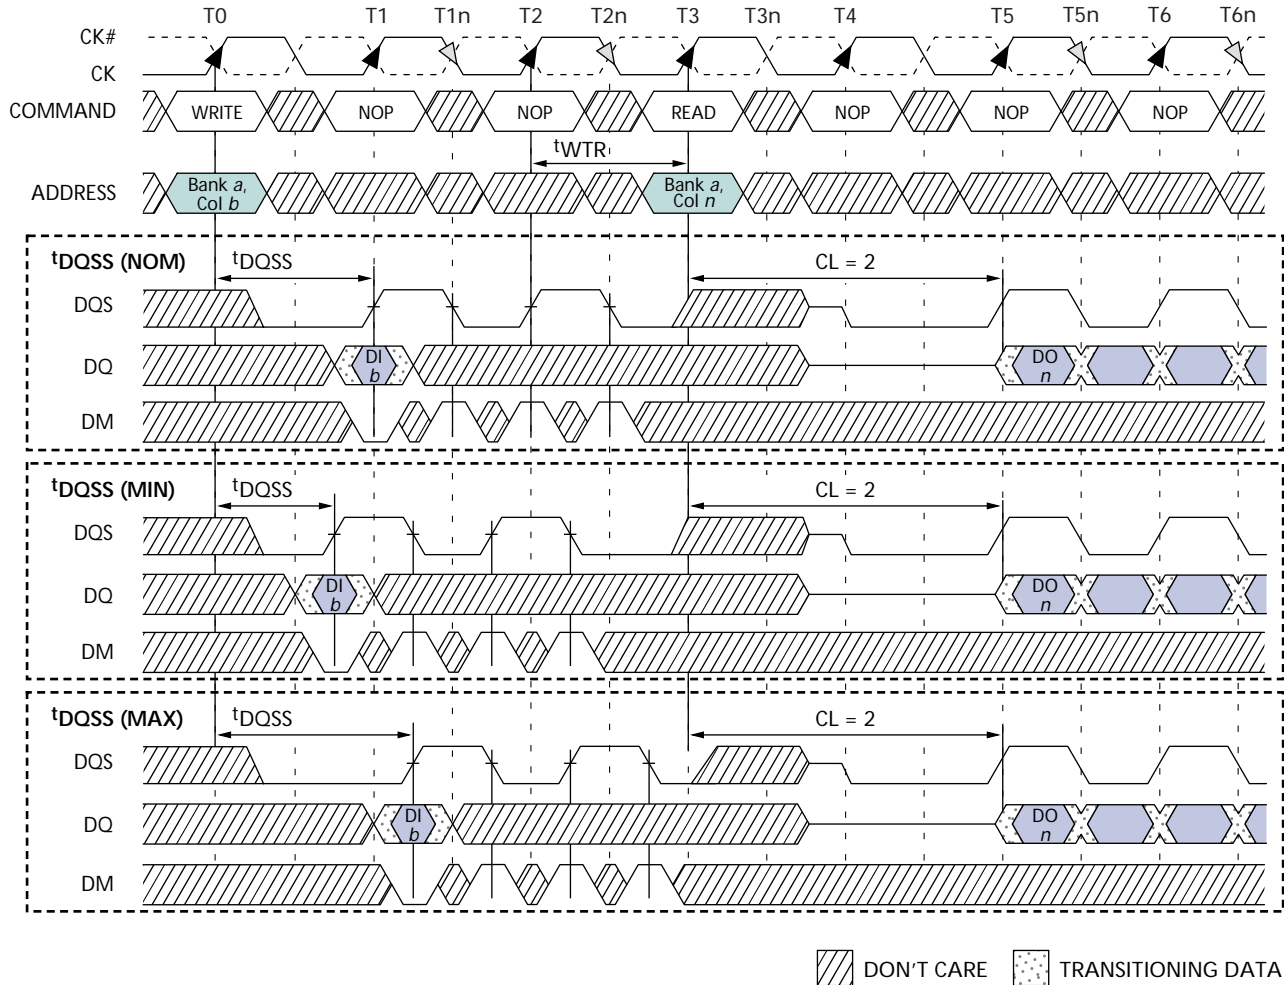 T0 T1 T1n T2 T2n T3 T3n T4 T5 T5n T6 T6n
CK#
CK
COMMAND WRITE NOP NOP READ NOP NOP NOP
tWTR
ADDRESS Bank a, Col b Bank a, Col n
tDQSS (NOM) tDQSS CL = 2
DQS
DQ DI b DO n
DM
tDQSS (MIN) tDQSS CL = 2
DQS
DQ DI b DO n
DM
tDQSS (MAX) tDQSS CL = 2
DQS
DQ DI b DO n
DM
DON'T CARE TRANSITIONING DATA